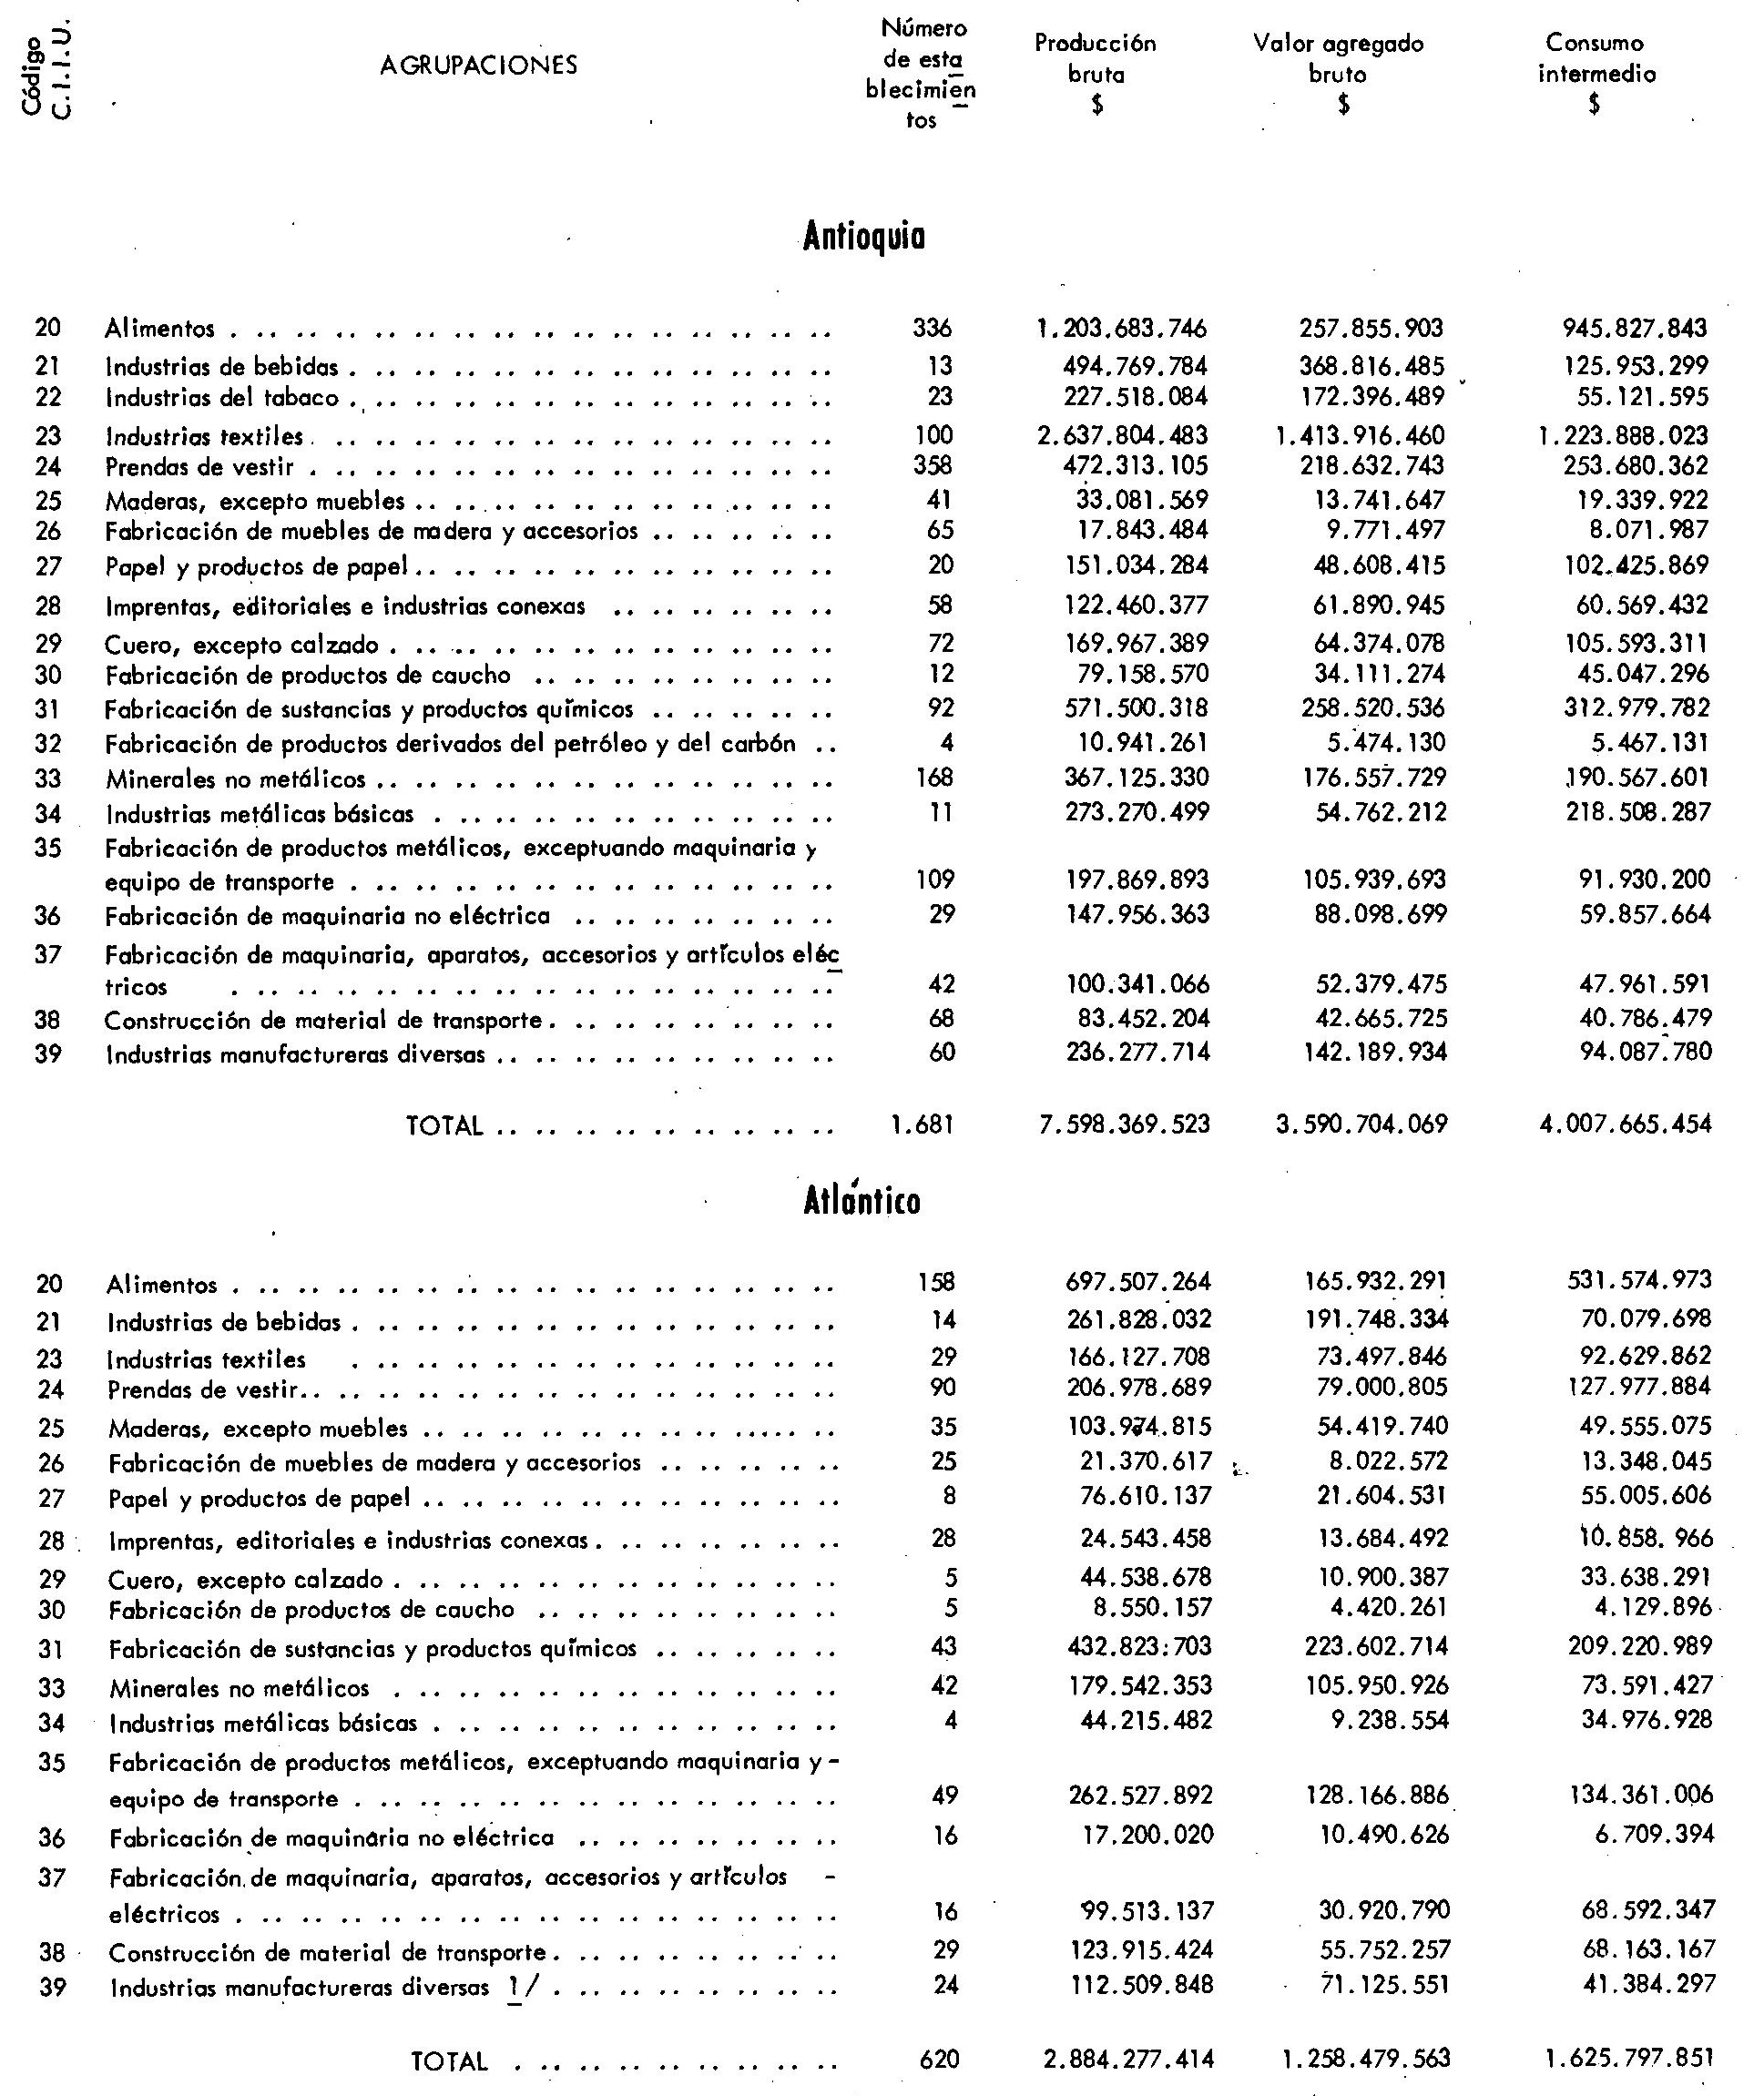 Código C.I.I.U. AGRUPACIONES Número de esta blecimien tos Producción bruta $ Valor agregado bruto $ Consumo intermedio $
Antioquia
20 Alimentos 336 1.203.683.746 257.855.903 945.827.843
21 Industrias de bebidas 13 494.769.784 368.816.485 125.953.299
22 Industrias del tabaco 23 227.518.084 172.396.489 55.121.595
23 Industrias textiles 100 2.637.804.483 1.413.916.460 1.223.888.023
24 Prendas de vestir 358 472.313.105 218.632.743 253.680.362
25 Maderas, excepto muebles 41 33.081.569 13.741.647 19.339.922
26 Fabricación de muebles de madera y accesorios 65 17.843.484 9.771.497 8.071.987
27 Papel y productos de papel 20 151.034.284 48.608.415 102.425.869
28 Imprentas, editoriales e industrias conexas 58 122.460.377 61.890.945 60.569.432
29 Cuero, excepto calzado 72 169.967.389 64.374.078 105.593.311
30 Fabricación de productos de caucho 12 79.158.570 34.111.274 45.047.296
31 Fabricación de sustancias y productos químicos 92 571.500.318 258.520.536 312.979.782
32 Fabricación de productos derivados del petróleo y del carbón 4 10.941.261 5.474.130 5.467.131
33 Minerales no metálicos 168 367.125.330 176.557.729 190.567.601
34 Industrias metálicas básicas 11 273.270.499 54.762.212 218.508.287
35 Fabricación de productos metálicos, exceptuando maquinaria y
equipo de transporte 109 197.869.893 105.939.693 91.930.200
36 Fabricación de maquinaria no eléctrica 29 147.956.363 88.098.699 59.857.664
37 Fabricación de maquinaria, aparatos, accesorios y artículos eléc
tricos 42 100.341.066 52.379.475 47.961.591
38 Construcción de material de transporte 68 83.452.204 42.665.725 40.786.479
39 Industrias manufactureras diversas 60 236.277.714 142.189.934 94.087.780
TOTAL 1.681 7.598.369.523 3.590.704.069 4.007.665.454
Atlántico
20 Alimentos 158 697.507.264 165.932.291 531.574.973
21 Industrias de bebidas 14 261.828.032 191.748.334 70.079.698
23 Industrias textiles 29 166.127.708 73.497.846 92.629.862
24 Prendas de vestir 90 206.978.689 79.000.805 127.977.884
25 Maderas, excepto muebles 35 103.974.815 54.419.740 49.555.075
26 Fabricación de muebles de madera y accesorios 25 21.370.617 8.022.572 13.348.045
27 Papel y productos de papel 8 76.610.137 21.604.531 55.005.606
28 Imprentas, editoriales e industrias conexas 28 24.543.458 13.684.492 10.858.966
29 Cuero, excepto calzado 5 44.538.678 10.900.387 33.638.291
30 Fabricación de productos de caucho 5 8.550.157 4.420.261 4.129.896
31 Fabricación de sustancias y productos químicos 43 432.823:703 223.602.714 209.220.989
33 Minerales no metálicos 42 179.542.353 105.950.926 73.591.427
34 Industrias metálicas básicas 4 44.215.482 9.238.554 34.976.928
35 Fabricación de productos metálicos, exceptuando maquinaria y -
equipo de transporte 49 262.527.892 128.166.886 134.361.006
36 Fabricación de maquinaria no eléctrica 16 17.200.020 10.490.626 6.709.394
37 Fabricación de maquinaria, aparatos, accesorios y artículos -
eléctricos 16 99.513.137 30.920.790 68.592.347
38 Construcción de material de transporte 29 123.915.424 55.752.257 68.163.167
39 Industrias manufactureras diversas 1/ 24 112.509.848 71.125.551 41.384.297
TOTAL 620 2.884.277.414 1.258.479.563 1.625.797.851